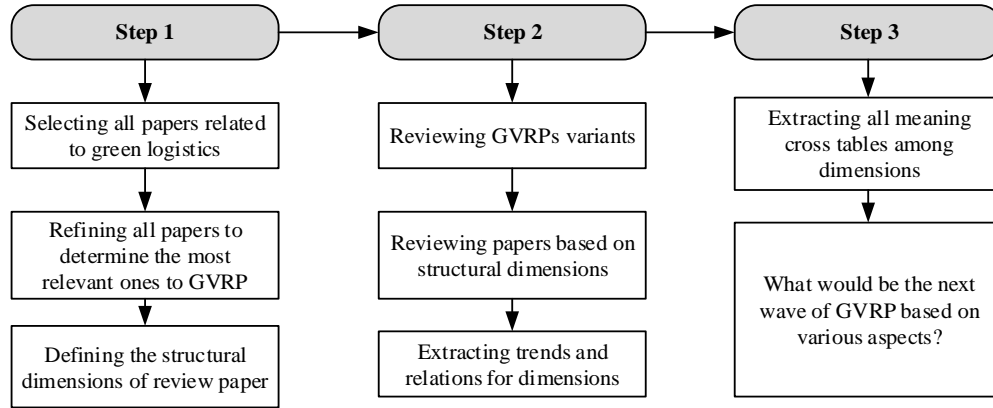 Step 1
Selecting all papers related
to green logistics
Refining all papers to
determine the most
relevant ones to GVRP
Defining the structural
dimensions of review paper
Step 2
Reviewing GVRPs variants
Reviewing papers based on
structural dimensions
Extracting trends and
relations for dimensions
Step 3
Extracting all meaning
cross tables among
dimensions
What would be the next
wave of GVRP based on
various aspects?